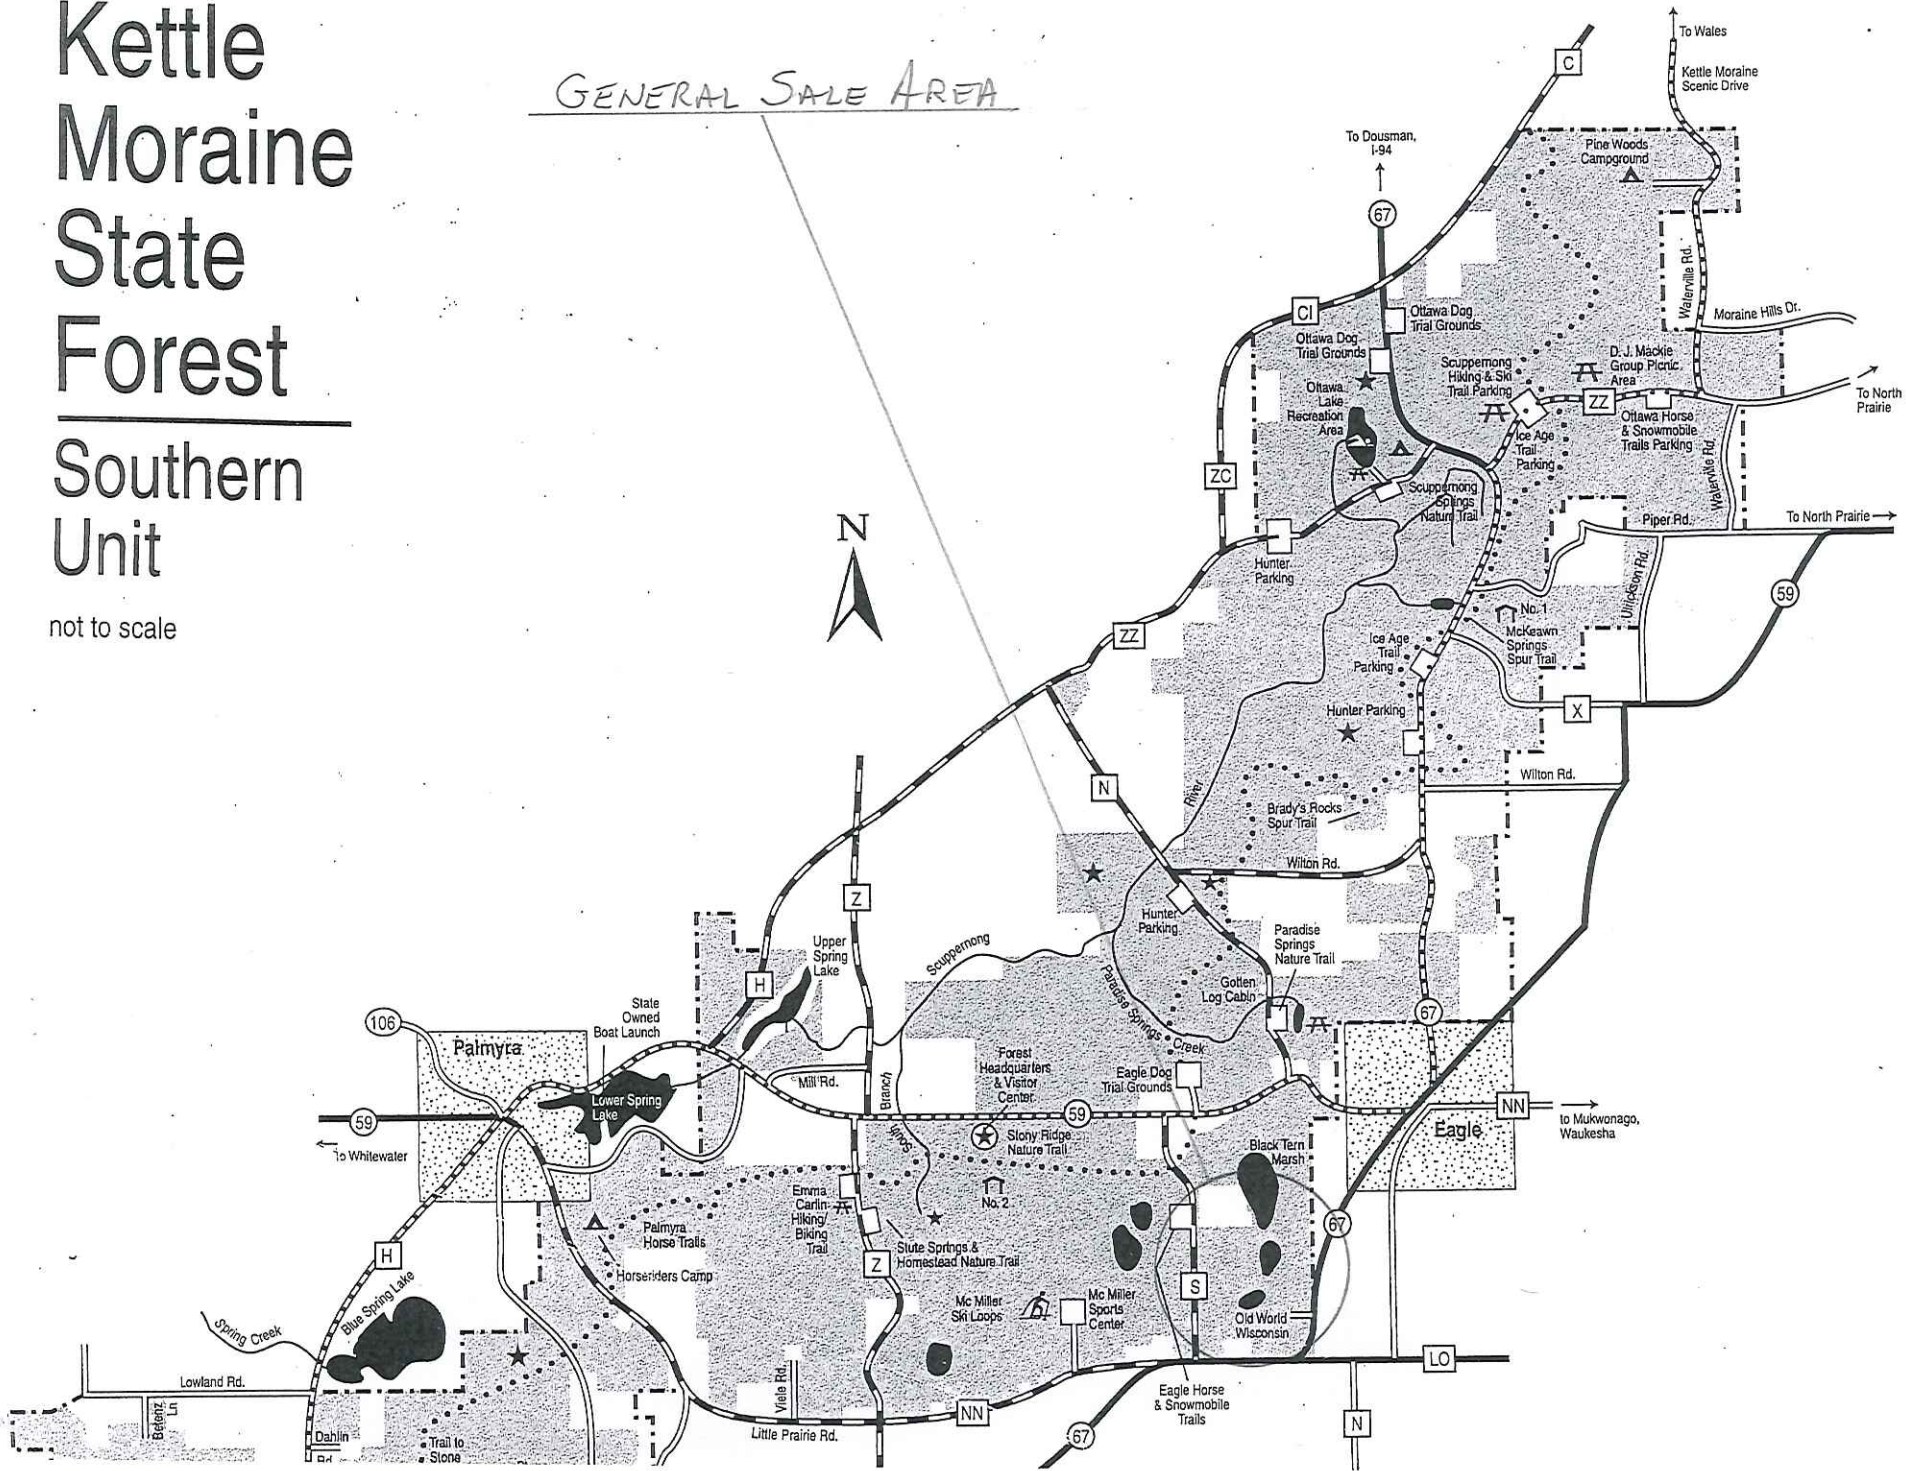 Kettle
Moraine
State
Forest
Southern
Unit
not to scale
GENERAL SALE AREA
N
C
To Wales
Kettle Moraine
Scenic Drive
To Dousman,
I-94
67
Pine Woods
Campground
Waterville Rd.
Moraine Hills Dr.
CI
Ottawa Dog
Trial Grounds
Ottawa Dog
Trial Grounds
Scuppernong
Hiking & Ski
Trail Parking
D. J. Mackie
Group Picnic
Area
To North
Prairie
Ottawa
Lake
Recreation
Area
ZZ
Ottawa Horse
& Snowmobile
Trails Parking
Ice Age
Trail
Parking
Waterville Rd
ZC
Scuppernong
Springs
Nature Trail
Piper Rd.
To North Prairie
Hunter
Parking
Ulrickson Rd.
59
No. 1
McKeawn
Springs
Spur Trail
ZZ
Ice Age
Trail
Parking
Hunter Parking
X
N
River
Wilton Rd.
Brady's Rocks
Spur Trail
Wilton Rd.
Z
Hunter
Parking
Paradise
Springs
Nature Trail
Upper
Spring
Lake
Scuppernong
Paradise Springs Creek
Gotten
Log Cabin
H
State
Owned
Boat Launch
67
106
Palmyra
Forest
Headquarters
& Visitor
Center
Eagle Dog
Trial Grounds
Mill Rd.
Branch
South
Lower Spring
Lake
59
59
NN
to Mukwonago,
Waukesha
Eagle
To Whitewater
Stony Ridge
Nature Trail
Black Tern
Marsh
Emma
Carlin
Hiking/
Biking
Trail
No. 2
Palmyra
Horse Trails
67
Stute Springs &
Homestead Nature Trail
H
Z
Horseriders Camp
S
Blue Spring Lake
Mc Miller
Ski Loops
Mc Miller
Sports
Center
Old World
Wisconsin
Spring Creek
LO
Lowland Rd.
Viele Rd
Eagle Horse
& Snowmobile
Trails
Betenz
Ln
NN
N
Little Prairie Rd.
67
Dahlin
Rd.
Trail to
Stone